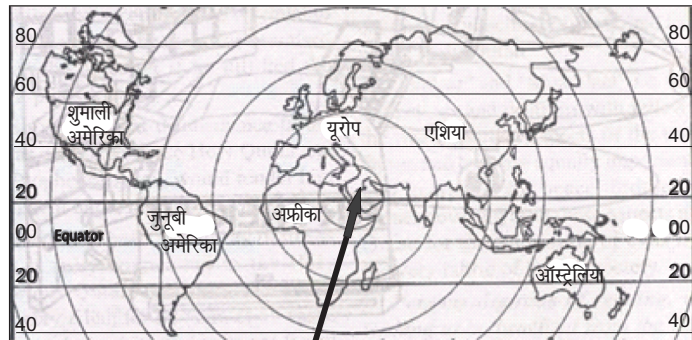 80 80
60 60
शुमाली
अमेरिका
यूरोप
एशिया
40 40
20 20
जुनूबी
अमेरिका
अफ्रीका
00 Equator 00
ऑस्ट्रेलिया
20 20
40 40